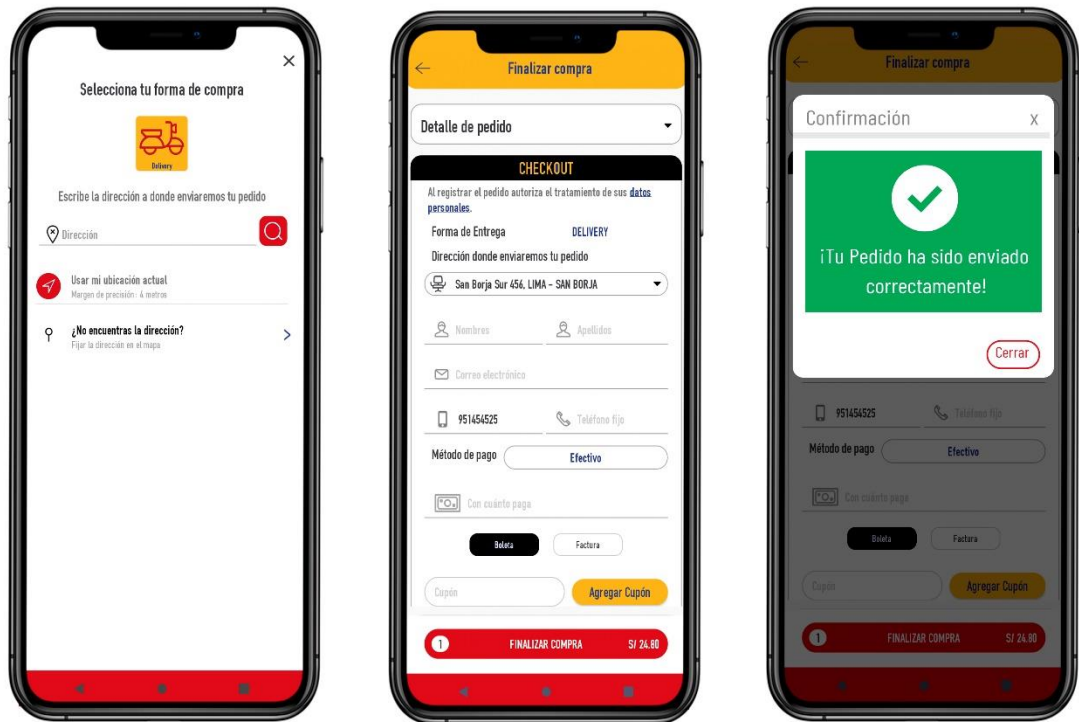 Selecciona tu forma de compra
Delivery
Escribe la dirección a donde enviaremos tu pedido
Dirección
Usar mi ubicación actual
Margen de precisión: 4 metros
¿No encuentras la dirección?
Fijar la dirección en el mapa
Finalizar compra
Detalle de pedido
CHECKOUT
Al registrar el pedido autoriza el tratamiento de sus datos
personales.
Forma de Entrega DELIVERY
Dirección donde enviaremos tu pedido
San Borja Sur 456, LIMA - SAN BORJA
Nombres Apellidos
Correo electrónico
951454525 Teléfono fijo
Método de pago Efectivo
Con cuánto paga
Boleta Factura
Cupón Agregar Cupón
1 FINALIZAR COMPRA S/ 24.80
Finalizar compra
Confirmación X
¡Tu Pedido ha sido enviado
correctamente!
Cerrar
951454525 Teléfono fijo
Método de pago Efectivo
Con cuánto paga
Boleta Factura
Cupón Agregar Cupón
1 FINALIZAR COMPRA S/ 24.80